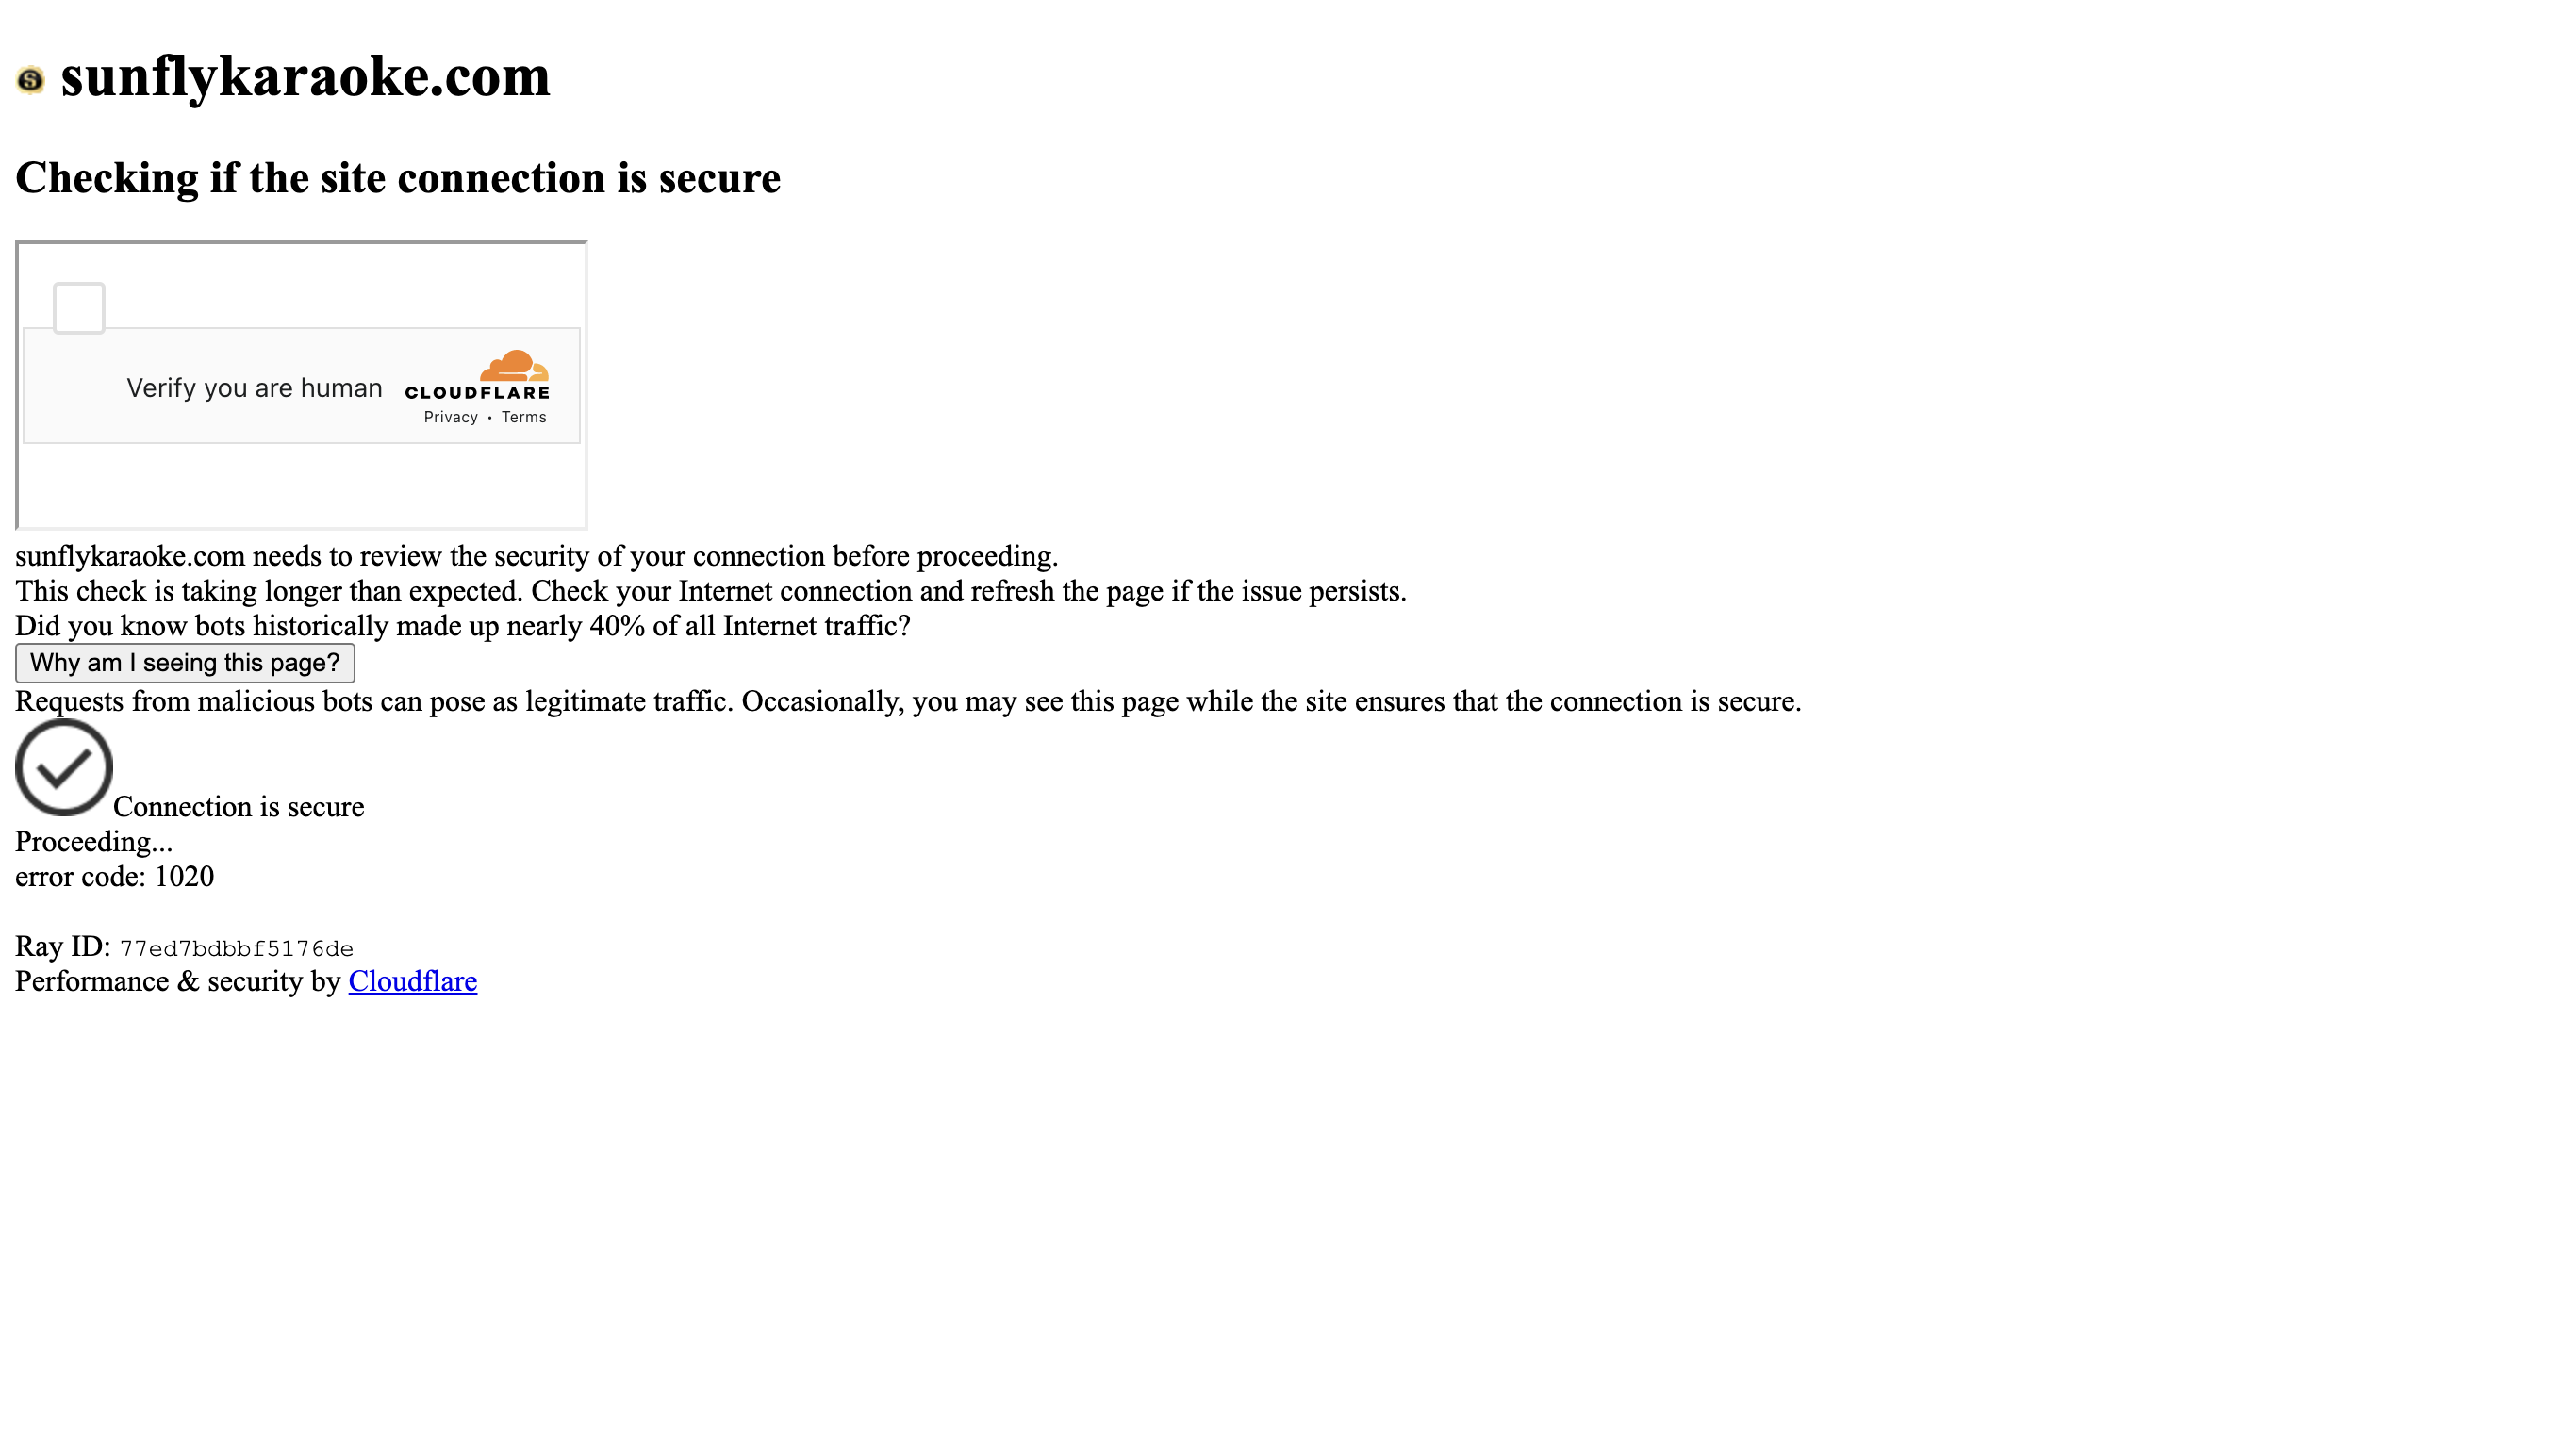 sunflykaraoke.com
Checking if the site connection is secure
Verify you are human
CLOUDFLARE
Privacy • Terms
sunflykaraoke.com needs to review the security of your connection before proceeding.
This check is taking longer than expected. Check your Internet connection and refresh the page if the issue persists.
Did you know bots historically made up nearly 40% of all Internet traffic?
Why am I seeing this page?
Requests from malicious bots can pose as legitimate traffic. Occasionally, you may see this page while the site ensures that the connection is secure.
Connection is secure
Proceeding...
error code: 1020
Ray ID: 77ed7bdbbf5176de
Performance & security by Cloudflare